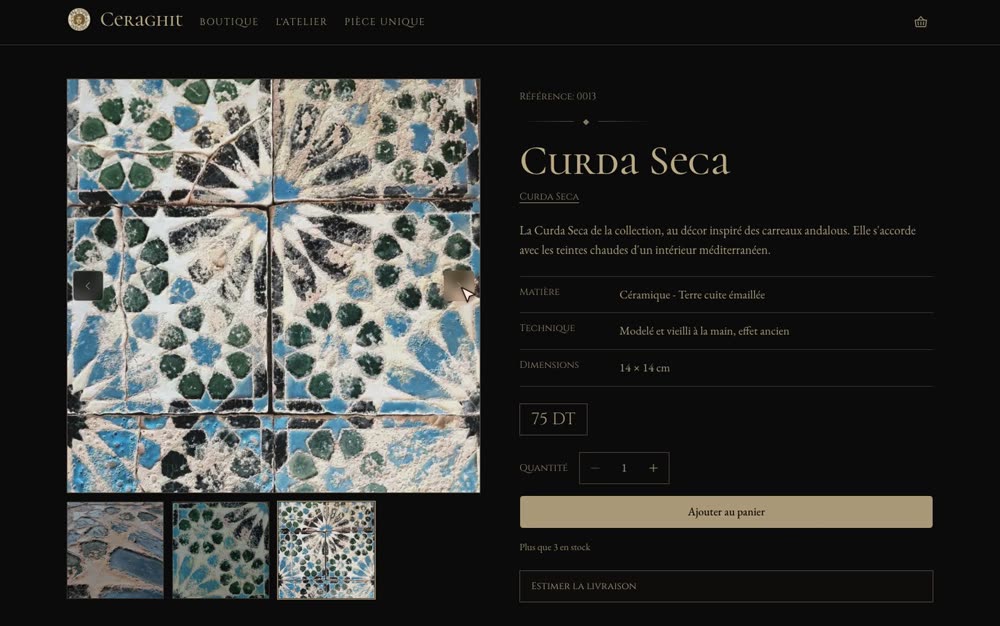 Ceraghit
BOUTIQUE
L'ATELIER
PIÈCE UNIQUE
Référence: 0013
Curda Seca
Curda Seca
La Curda Seca de la collection, au décor inspiré des carreaux andalous. Elle s'accorde
avec les teintes chaudes d'un intérieur méditerranéen.
Matière
Céramique - Terre cuite émaillée
Technique
Modelé et vieilli à la main, effet ancien
Dimensions
14 × 14 cm
75 DT
Quantité
− 1 +
Ajouter au panier
Plus que 3 en stock
Estimer la livraison